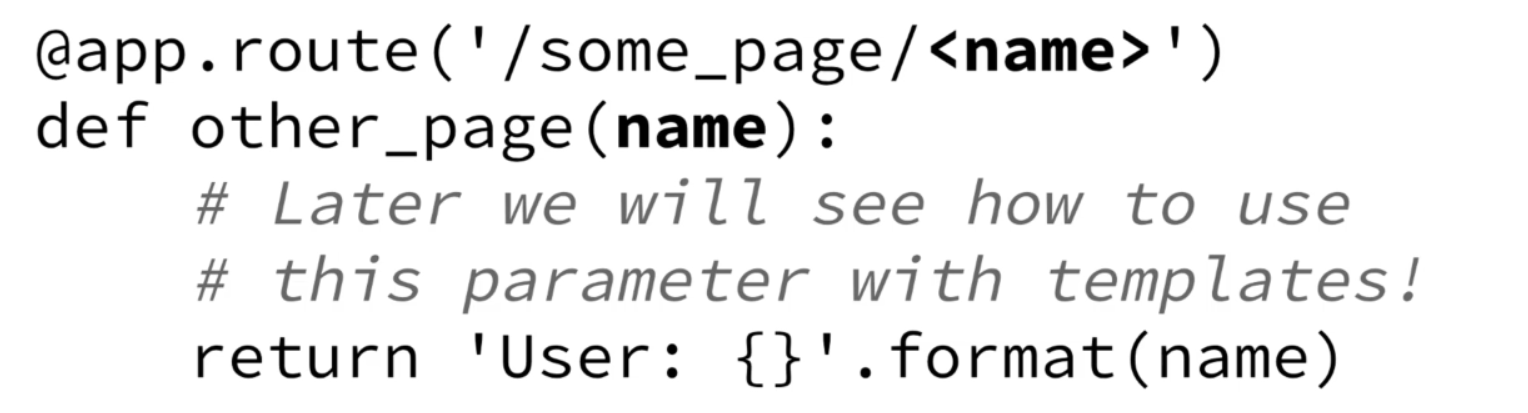 @app.route('/some_page/<name>')
def other_page(name):
    # Later we will see how to use
    # this parameter with templates!
    return 'User: {}'.format(name)